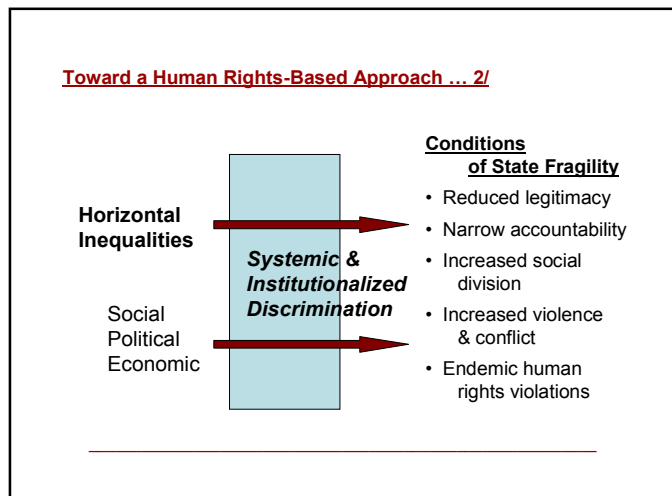 Toward a Human Rights-Based Approach … 2/
Horizontal
Inequalities
Social
Political
Economic
Systemic &
Institutionalized
Discrimination
Conditions
of State Fragility
• Reduced legitimacy
• Narrow accountability
• Increased social
division
• Increased violence
& conflict
• Endemic human
rights violations